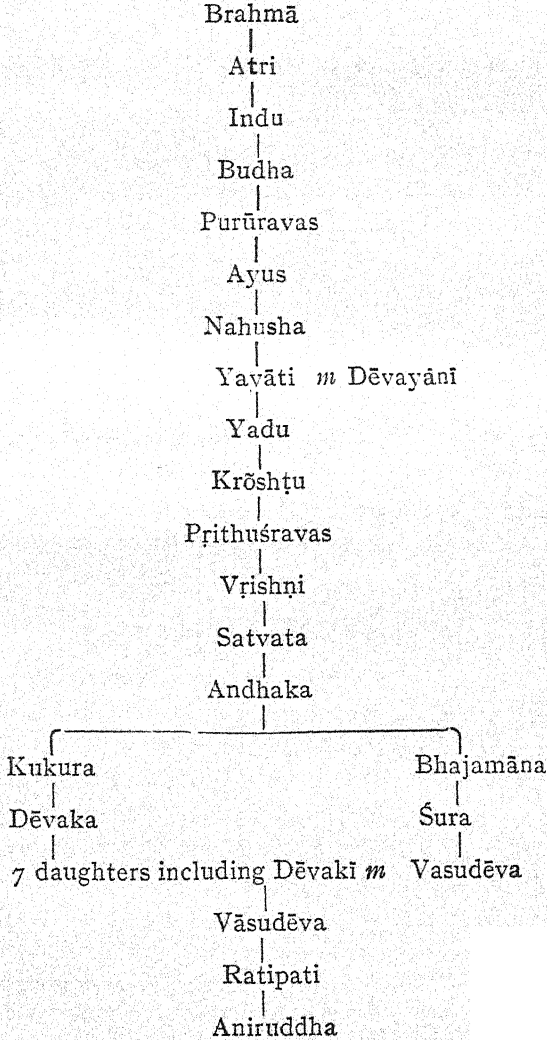 Brahmā
Atri
Indu
Budha
Purūravas
Ayus
Nahusha
Yayāti m Dēvayānī
Yadu
Krōshṭu
Pṛithuśravas
Vṛishṇi
Satvata
Andhaka
Kukura Bhajamāna
Dēvaka Śura
7 daughters including Dēvakī m Vasudēva
Vāsudēva
Ratipati
Aniruddha